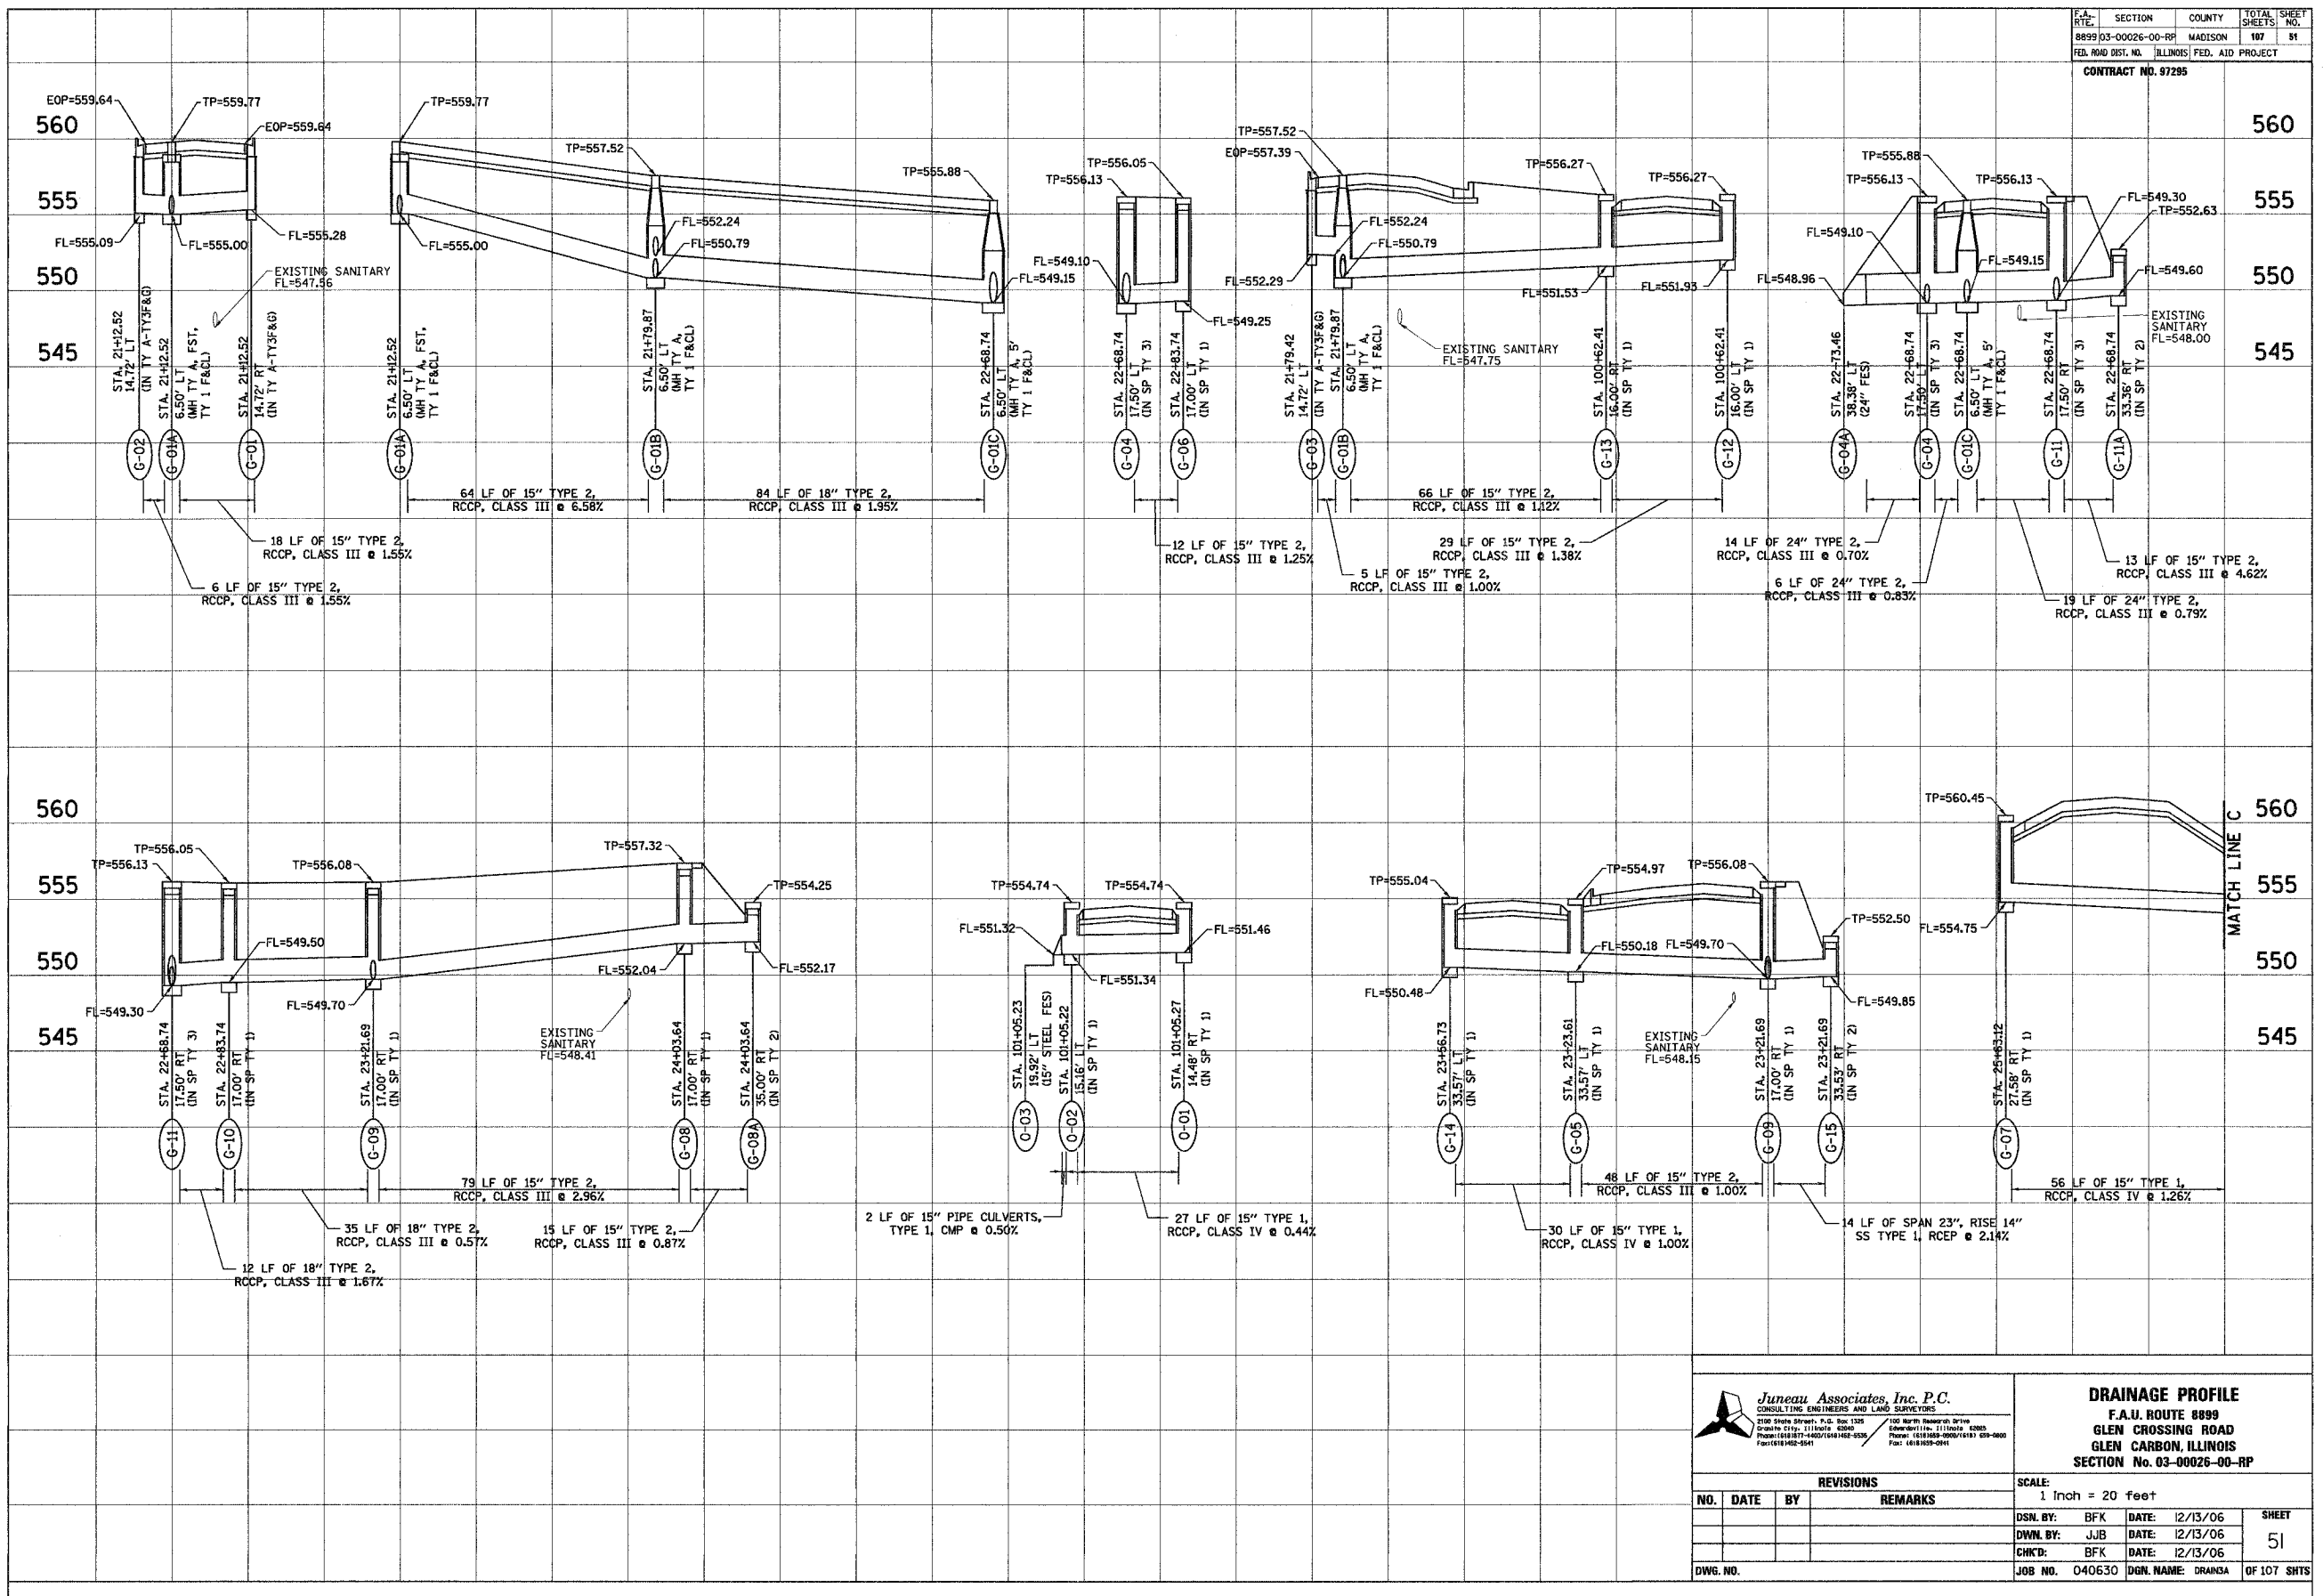 F.A. RTE. SECTION COUNTY TOTAL SHEETS SHEET NO.
8899 03-00026-00-RP MADISON 107 51
FED. ROAD DIST. NO. ILLINOIS FED. AID PROJECT
CONTRACT NO. 97295
560
555
550
545
EOP=559.64
TP=559.77
EOP=559.64
FL=555.09
FL=555.00
FL=555.28
EXISTING SANITARY
FL=547.56
STA. 21+12.52
14.72' LT
(IN TY A-TY3F&G)
STA. 21+12.52
6.50' LT
(MH TY A, FST,
TY 1 F&CL)
STA. 21+12.52
14.72' RT
(IN TY A-TY3F&G)
G-02
G-01A
G-01
18 LF OF 15" TYPE 2,
RCCP, CLASS III @ 1.55%
6 LF OF 15" TYPE 2,
RCCP, CLASS III @ 1.55%
TP=559.77
TP=557.52
TP=555.88
FL=555.00
FL=552.24
FL=550.79
FL=549.15
STA. 21+12.52
6.50' LT
(MH TY A, FST,
TY 1 F&CL)
STA. 21+79.87
6.50' LT
(MH TY A,
TY 1 F&CL)
STA. 22+68.74
6.50' LT
(MH TY A, 5'
TY 1 F&CL)
G-01A
G-01B
G-01C
64 LF OF 15" TYPE 2,
RCCP, CLASS III @ 6.58%
84 LF OF 18" TYPE 2,
RCCP, CLASS III @ 1.95%
TP=556.05
TP=556.13
FL=549.10
FL=549.25
STA. 22+68.74
17.50' LT
(IN SP TY 3)
STA. 22+83.74
17.00' LT
(IN SP TY 1)
G-04
G-06
12 LF OF 15" TYPE 2,
RCCP, CLASS III @ 1.25%
TP=557.52
EOP=557.39
TP=556.27
TP=556.27
FL=552.24
FL=550.79
FL=552.29
FL=551.53
FL=551.93
EXISTING SANITARY
FL=547.75
STA. 21+79.42
14.72' LT
(IN TY A-TY3F&G)
STA. 21+79.87
6.50' LT
(MH TY A,
TY 1 F&CL)
STA. 100+62.41
16.00' RT
(IN SP TY 1)
STA. 100+62.41
16.00' LT
(IN SP TY 1)
G-03
G-01B
G-13
G-12
66 LF OF 15" TYPE 2,
RCCP, CLASS III @ 1.12%
29 LF OF 15" TYPE 2,
RCCP, CLASS III @ 1.38%
5 LF OF 15" TYPE 2,
RCCP, CLASS III @ 1.00%
TP=555.88
TP=556.13
TP=556.13
FL=549.30
TP=552.63
FL=549.10
FL=549.15
FL=548.96
FL=549.60
EXISTING
SANITARY
FL=548.00
STA. 22+73.46
38.38' LT
(24" FES)
STA. 22+68.74
17.50' LT
(IN SP TY 3)
STA. 22+68.74
6.50' LT
(MH TY A, 5'
TY 1 F&CL)
STA. 22+68.74
17.50' RT
(IN SP TY 3)
STA. 22+68.74
33.36' RT
(IN SP TY 2)
G-04A
G-04
G-01C
G-11
G-11A
14 LF OF 24" TYPE 2,
RCCP, CLASS III @ 0.70%
6 LF OF 24" TYPE 2,
RCCP, CLASS III @ 0.83%
13 LF OF 15" TYPE 2,
RCCP, CLASS III @ 4.62%
19 LF OF 24" TYPE 2,
RCCP, CLASS III @ 0.79%
560
555
550
545
560
555
550
545
TP=556.05
TP=556.13
TP=556.08
TP=557.32
TP=554.25
FL=549.50
FL=549.30
FL=549.70
FL=552.04
FL=552.17
EXISTING
SANITARY
FL=548.41
STA. 22+68.74
17.50' RT
(IN SP TY 3)
STA. 22+83.74
17.00' RT
(IN SP TY 1)
STA. 23+21.69
17.00' RT
(IN SP TY 1)
STA. 24+03.64
17.00' RT
(IN SP TY 1)
STA. 24+03.64
35.00' RT
(IN SP TY 2)
G-11
G-10
G-09
G-08
G-08A
79 LF OF 15" TYPE 2,
RCCP, CLASS III @ 2.96%
35 LF OF 18" TYPE 2,
RCCP, CLASS III @ 0.57%
15 LF OF 15" TYPE 2,
RCCP, CLASS III @ 0.87%
12 LF OF 18" TYPE 2,
RCCP, CLASS III @ 1.67%
TP=554.74
TP=554.74
FL=551.32
FL=551.46
FL=551.34
STA. 101+05.23
19.92' LT
(15" STEEL FES)
STA. 101+05.22
15.16' LT
(IN SP TY 1)
STA. 101+05.27
14.48' RT
(IN SP TY 1)
O-03
O-02
O-01
2 LF OF 15" PIPE CULVERTS,
TYPE 1, CMP @ 0.50%
27 LF OF 15" TYPE 1,
RCCP, CLASS IV @ 0.44%
TP=555.04
TP=554.97
TP=556.08
TP=552.50
FL=550.18
FL=549.70
FL=550.48
FL=549.85
EXISTING
SANITARY
FL=548.15
STA. 23+56.73
33.57' LT
(IN SP TY 1)
STA. 23+23.61
33.57' LT
(IN SP TY 1)
STA. 23+21.69
17.00' RT
(IN SP TY 1)
STA. 23+21.69
33.53' RT
(IN SP TY 2)
G-14
G-05
G-09
G-15
48 LF OF 15" TYPE 2,
RCCP, CLASS III @ 1.00%
30 LF OF 15" TYPE 1,
RCCP, CLASS IV @ 1.00%
14 LF OF SPAN 23", RISE 14"
SS TYPE 1, RCEP @ 2.14%
TP=560.45
FL=554.75
MATCH LINE C
STA. 25+63.12
27.58' RT
(IN SP TY 1)
G-07
56 LF OF 15" TYPE 1,
RCCP, CLASS IV @ 1.26%
560
555
550
545
Juneau Associates, Inc. P.C.
CONSULTING ENGINEERS AND LAND SURVEYORS
2100 State Street, P.O. Box 1325
Granite City, Illinois 62040
100 North Research Drive
Edwardsville, Illinois 62025
DRAINAGE PROFILE
F.A.U. ROUTE 8899
GLEN CROSSING ROAD
GLEN CARBON, ILLINOIS
SECTION No. 03-00026-00-RP
REVISIONS
NO. DATE BY REMARKS
DWG. NO.
SCALE:
1 Inch = 20 feet
DSN. BY: BFK DATE: 12/13/06
DWN. BY: JJB DATE: 12/13/06
CHK'D: BFK DATE: 12/13/06
JOB NO. 040630 DGN. NAME: DRAIN3A
SHEET
51
OF 107 SHTS